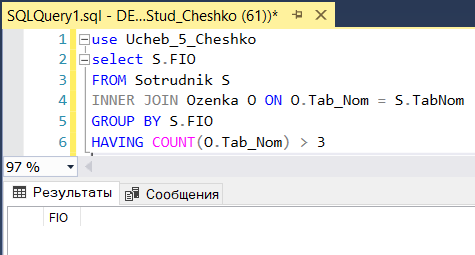 SQLQuery1.sql - DE...Stud_Cheshko (61))*
1 use Ucheb_5_Cheshko
2 select S.FIO
3 FROM Sotrudnik S
4 INNER JOIN Ozenka O ON O.Tab_Nom = S.TabNom
5 GROUP BY S.FIO
6 HAVING COUNT(O.Tab_Nom) > 3
97 %
Результаты Сообщения
FIO